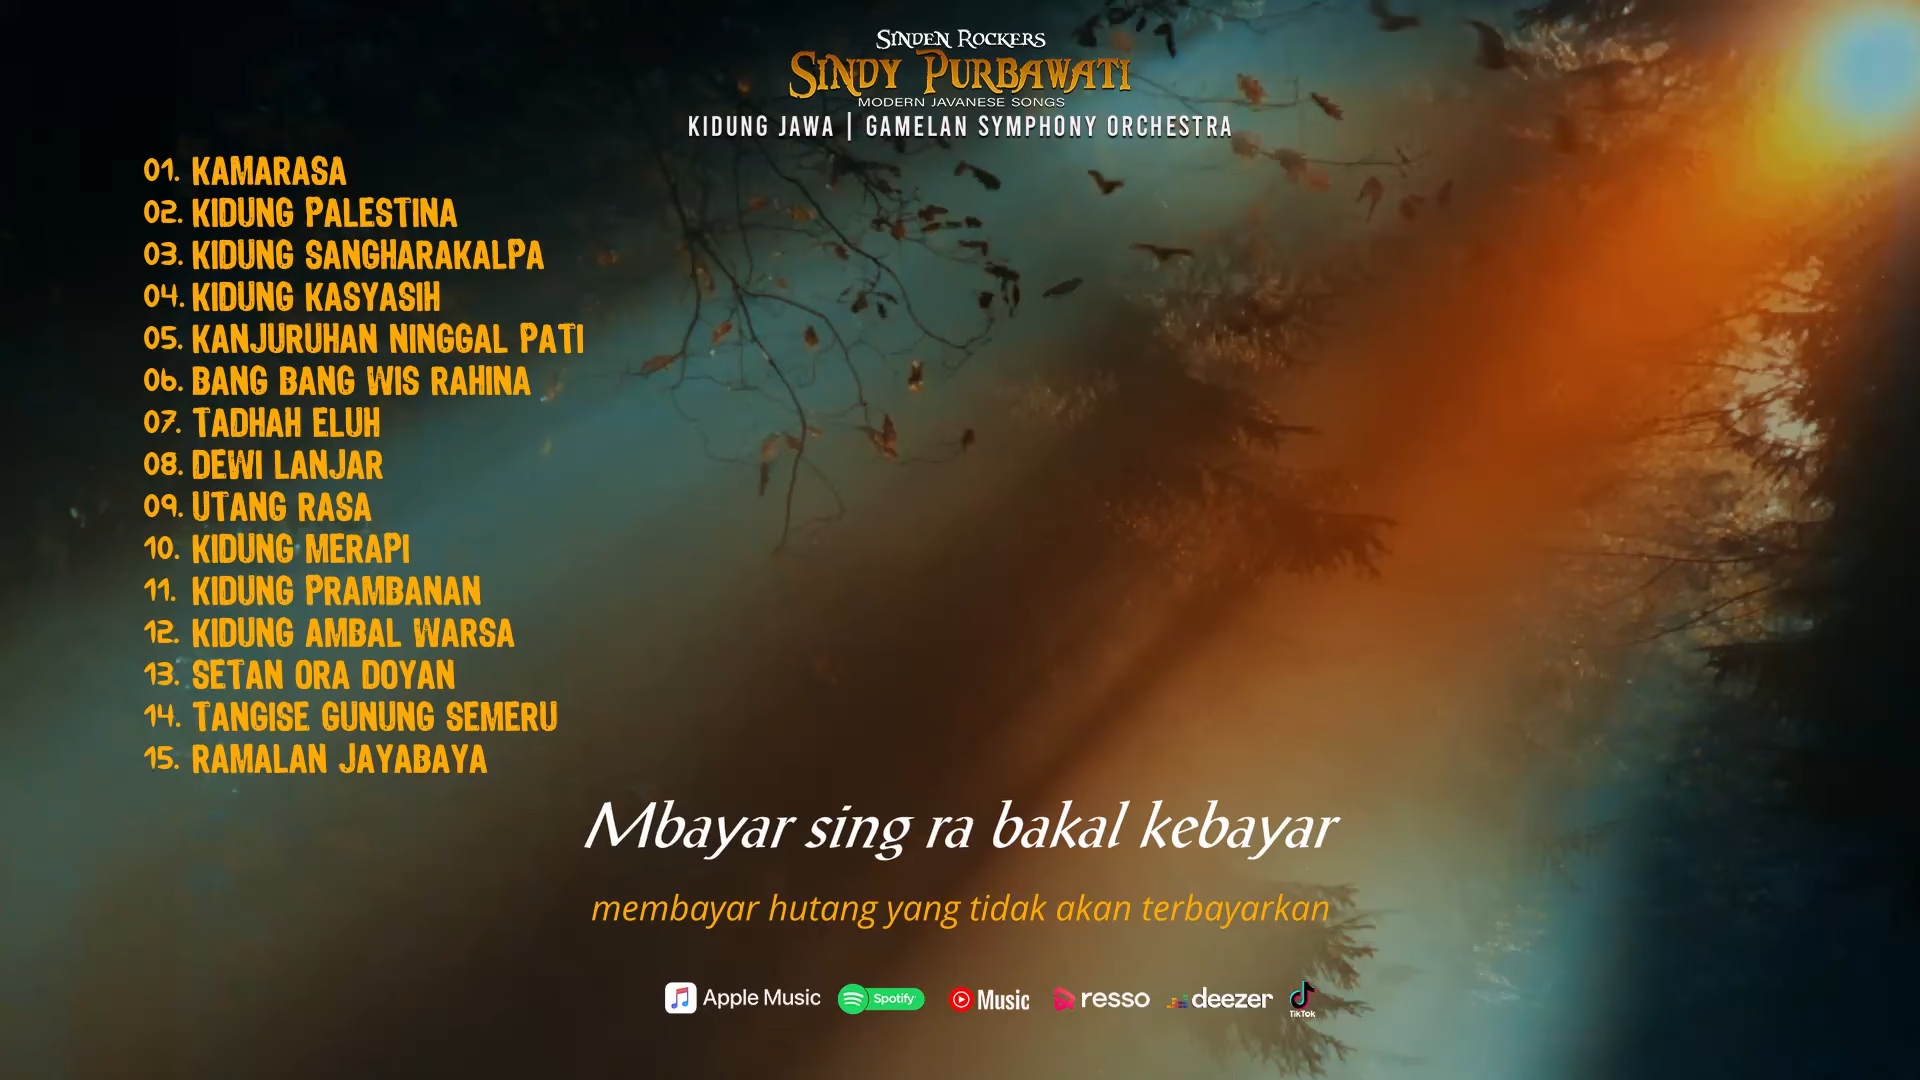 SINDEN ROCKERS
SINDY PURBAWATI
MODERN JAVANESE SONGS
KIDUNG JAWA | GAMELAN SYMPHONY ORCHESTRA
01. KAMARASA
02. KIDUNG PALESTINA
03. KIDUNG SANGHARAKALPA
04. KIDUNG KASYASIH
05. KANJURUHAN NINGGAL PATI
06. BANG BANG WIS RAHINA
07. TADHAH ELUH
08. DEWI LANJAR
09. UTANG RASA
10. KIDUNG MERAPI
11. KIDUNG PRAMBANAN
12. KIDUNG AMBAL WARSA
13. SETAN ORA DOYAN
14. TANGISE GUNUNG SEMERU
15. RAMALAN JAYABAYA
Mbayar sing ra bakal kebayar
membayar hutang yang tidak akan terbayarkan
Apple Music Spotify Music resso deezer TikTok